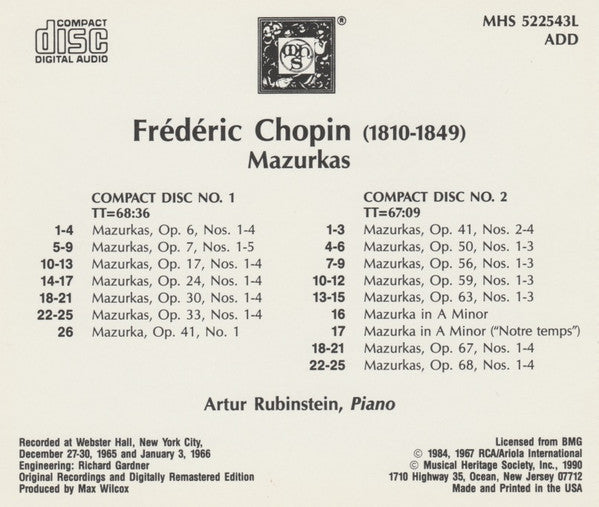 COMPACT
disc
DIGITAL AUDIO
MHS
®
MHS 522543L
ADD
Frédéric Chopin (1810-1849)
Mazurkas
COMPACT DISC NO. 1
TT=68:36
1-4 Mazurkas, Op. 6, Nos. 1-4
5-9 Mazurkas, Op. 7, Nos. 1-5
10-13 Mazurkas, Op. 17, Nos. 1-4
14-17 Mazurkas, Op. 24, Nos. 1-4
18-21 Mazurkas, Op. 30, Nos. 1-4
22-25 Mazurkas, Op. 33, Nos. 1-4
26 Mazurka, Op. 41, No. 1
COMPACT DISC NO. 2
TT=67:09
1-3 Mazurkas, Op. 41, Nos. 2-4
4-6 Mazurkas, Op. 50, Nos. 1-3
7-9 Mazurkas, Op. 56, Nos. 1-3
10-12 Mazurkas, Op. 59, Nos. 1-3
13-15 Mazurkas, Op. 63, Nos. 1-3
16 Mazurka in A Minor
17 Mazurka in A Minor (“Notre temps”)
18-21 Mazurkas, Op. 67, Nos. 1-4
22-25 Mazurkas, Op. 68, Nos. 1-4
Artur Rubinstein, Piano
Recorded at Webster Hall, New York City,
December 27-30, 1965 and January 3, 1966
Engineering: Richard Gardner
Original Recordings and Digitally Remastered Edition
Produced by Max Wilcox
Licensed from BMG
© 1984, 1967 RCA/Ariola International
© Musical Heritage Society, Inc., 1990
1710 Highway 35, Ocean, New Jersey 07712
Made and Printed in the USA